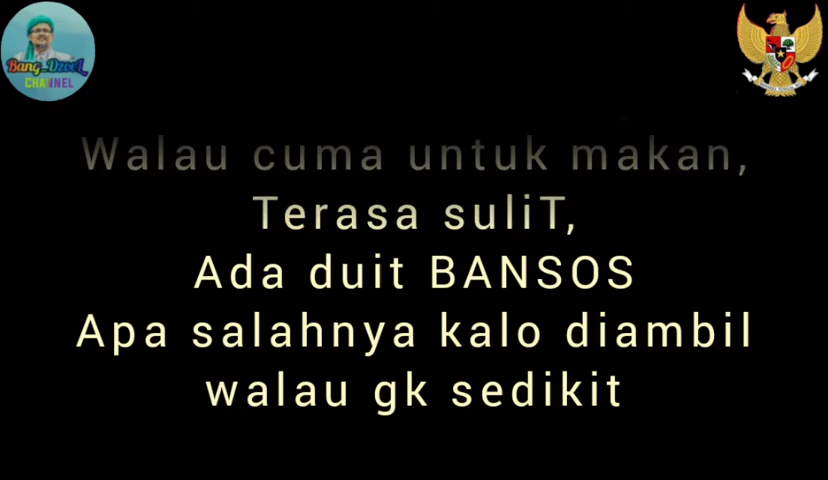 Bang_Dzoel
CHANNEL
Walau cuma untuk makan,
Terasa suliT,
Ada duit BANSOS
Apa salahnya kalo diambil
walau gk sedikit